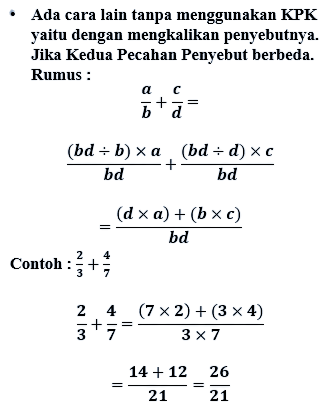 • Ada cara lain tanpa menggunakan KPK
yaitu dengan mengkalikan penyebutnya.
Jika Kedua Pecahan Penyebut berbeda.
Rumus :
a/b + c/d =
((bd ÷ b) × a)/bd + ((bd ÷ d) × c)/bd
= ((d × a) + (b × c))/bd
Contoh : 2/3 + 4/7
2/3 + 4/7 = ((7 × 2) + (3 × 4))/(3 × 7)
= (14 + 12)/21 = 26/21